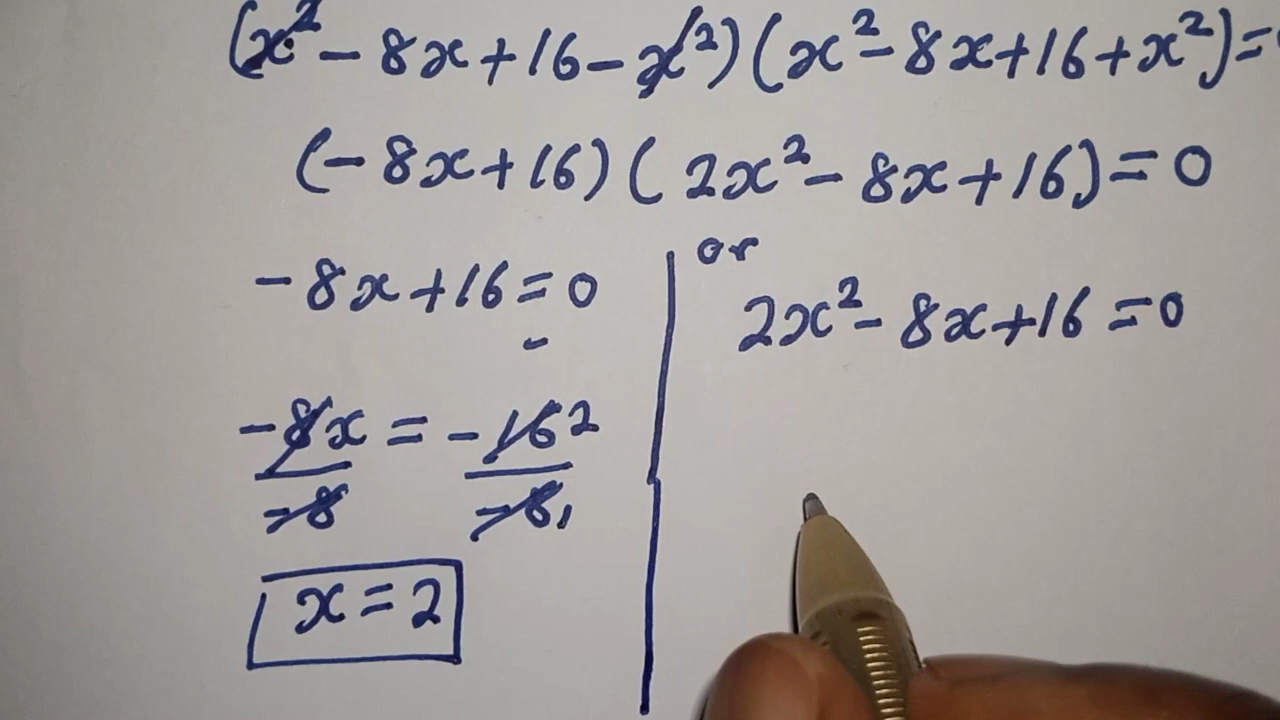 (x² - 8x + 16 - x²) (x² - 8x + 16 + x²) =
(-8x + 16) (2x² - 8x + 16) = 0
-8x + 16 = 0
or
2x² - 8x + 16 = 0
-8x = -16 2
-8 -8 1
x = 2